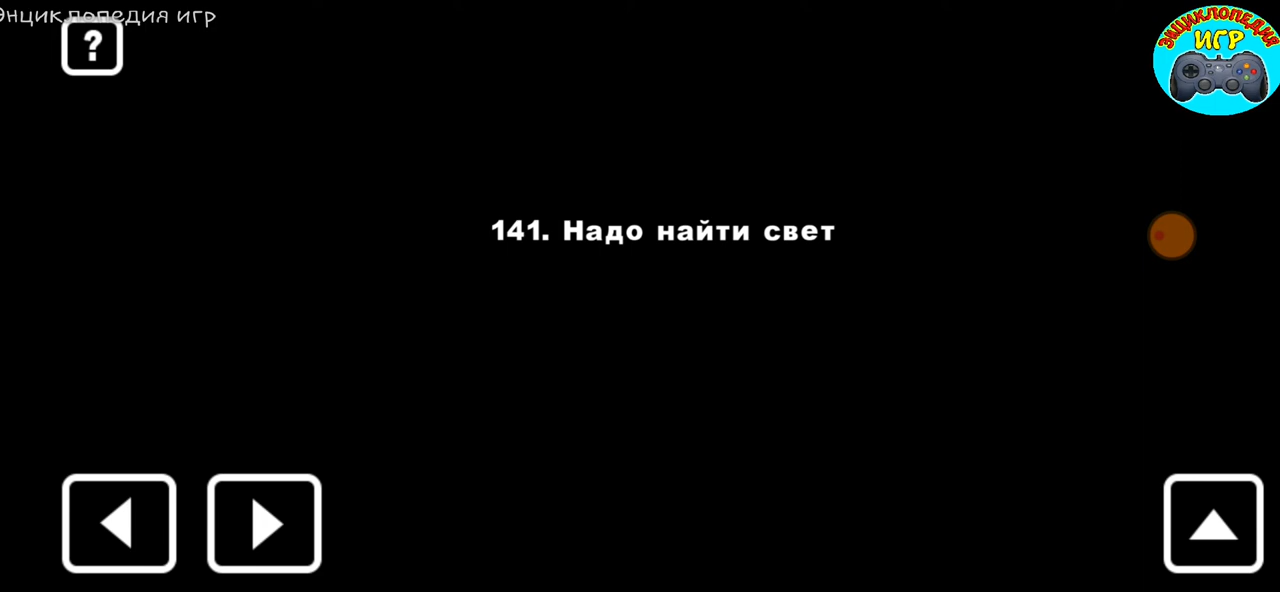 Энциклопедия игр
?
ЭНЦИКЛОПЕДИЯ
ИГР
141. Надо найти свет